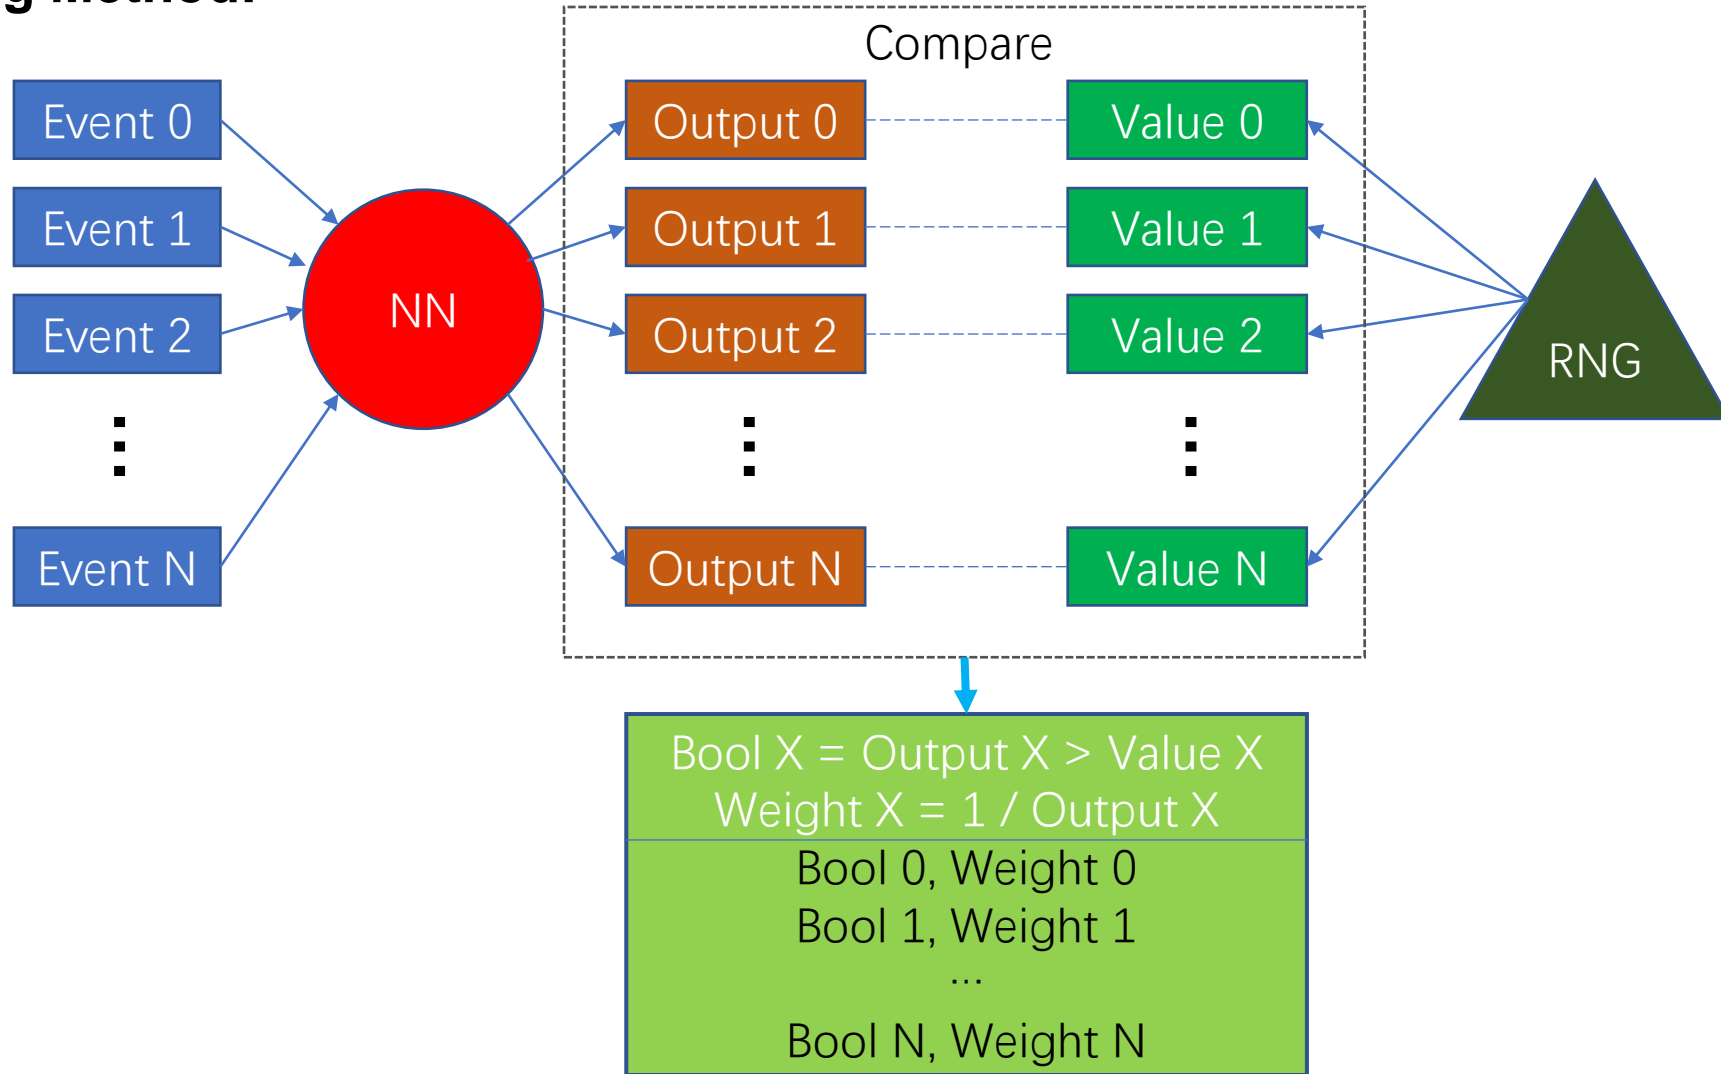 Compare
Event 0
Output 0
Value 0
Event 1
Output 1
Value 1
NN
Event 2
Output 2
Value 2
RNG
Event N
Output N
Value N
Bool X = Output X > Value X
Weight X = 1 / Output X
Bool 0, Weight 0
Bool 1, Weight 1
...
Bool N, Weight N